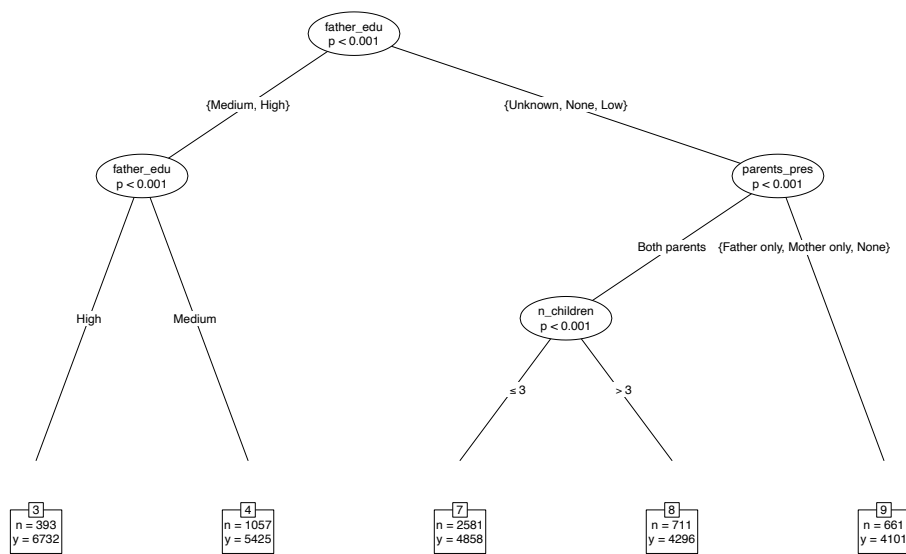 father_edu
p < 0.001
{Medium, High}
{Unknown, None, Low}
father_edu
p < 0.001
parents_pres
p < 0.001
Both parents
{Father only, Mother only, None}
n_children
p < 0.001
High
Medium
≤ 3
> 3
3
n = 393
y = 6732
4
n = 1057
y = 5425
7
n = 2581
y = 4858
8
n = 711
y = 4296
9
n = 661
y = 4101